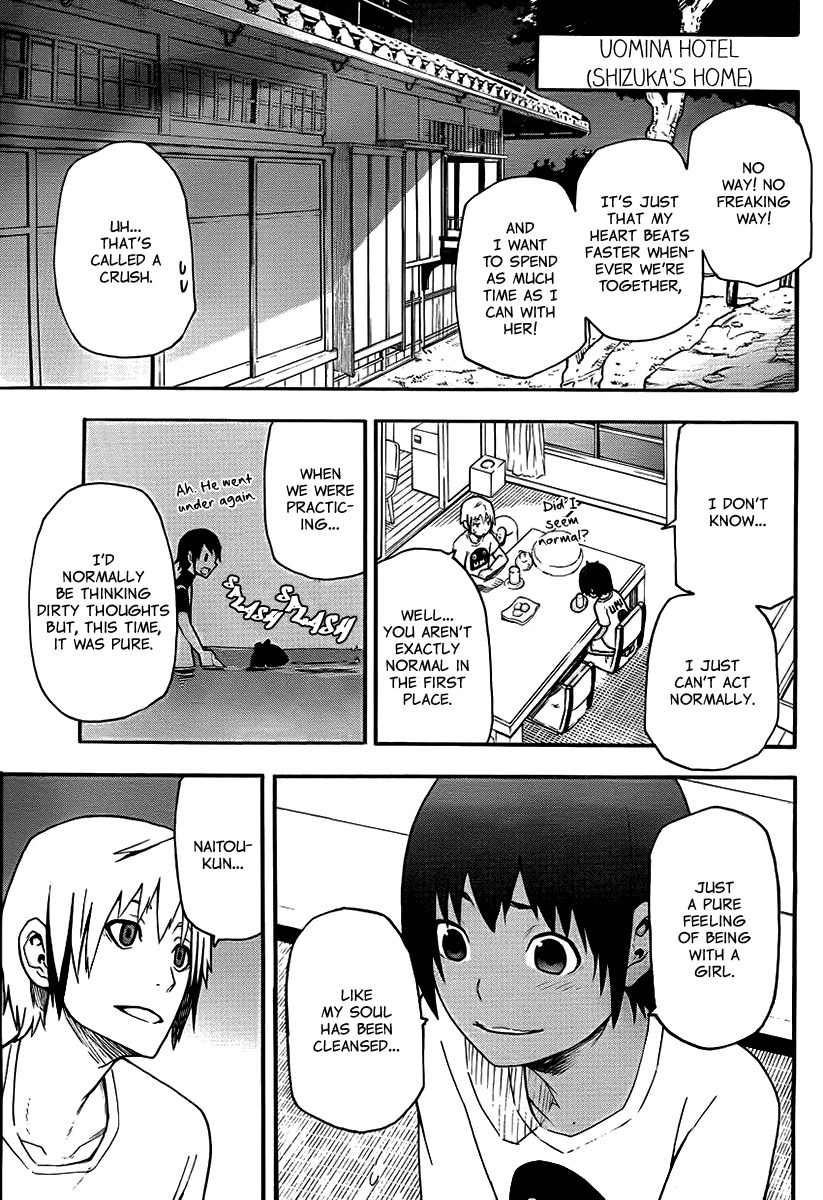 UOMINA HOTEL
(SHIZUKA'S HOME)
NO
WAY! NO
FREAKING
WAY!
IT'S JUST
THAT MY
HEART BEATS
FASTER WHEN-
EVER WE'RE
TOGETHER,
AND
I WANT
TO SPEND
AS MUCH
TIME AS I
CAN WITH
HER!
UH...
THAT'S
CALLED A
CRUSH.
I DON'T
KNOW...
I JUST
CAN'T ACT
NORMALLY.
Did I
seem
normal!?
UMI
WELL...
YOU AREN'T
EXACTLY
NORMAL IN
THE FIRST
PLACE.
WHEN
WE WERE
PRACTIC-
ING...
Ah. He went
under again.
SPLASH
SPLASH
I'D
NORMALLY
BE THINKING
DIRTY THOUGHTS
BUT, THIS TIME,
IT WAS PURE.
JUST
A PURE
FEELING
OF BEING
WITH A
GIRL.
LIKE
MY SOUL
HAS BEEN
CLEANSED...
NAITOU-
KUN...